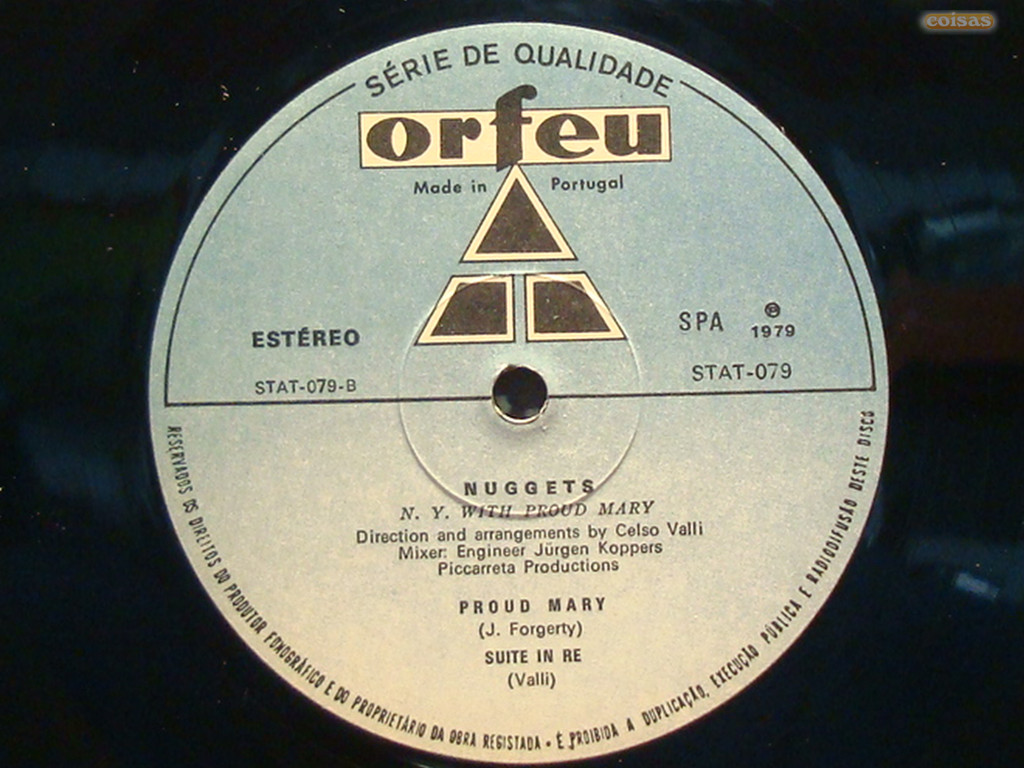 coisas
SÉRIE DE QUALIDADE
orfeu
Made in Portugal
ESTÉREO
STAT-079-B
SPA
℗
1979
STAT-079
NUGGETS
N. Y. WITH PROUD MARY
Direction and arrangements by Celso Valli
Mixer: Engineer Jürgen Koppers
Piccarreta Productions
PROUD MARY
(J. Forgerty)
SUITE IN RE
(Valli)
RESERVADOS OS DIREITOS DO PRODUTOR FONOGRÁFICO E DO PROPRIETÁRIO DA OBRA REGISTADA • É PROIBIDA A DUPLICAÇÃO, EXECUÇÃO PÚBLICA E RADIODIFUSÃO DESTE DISCO